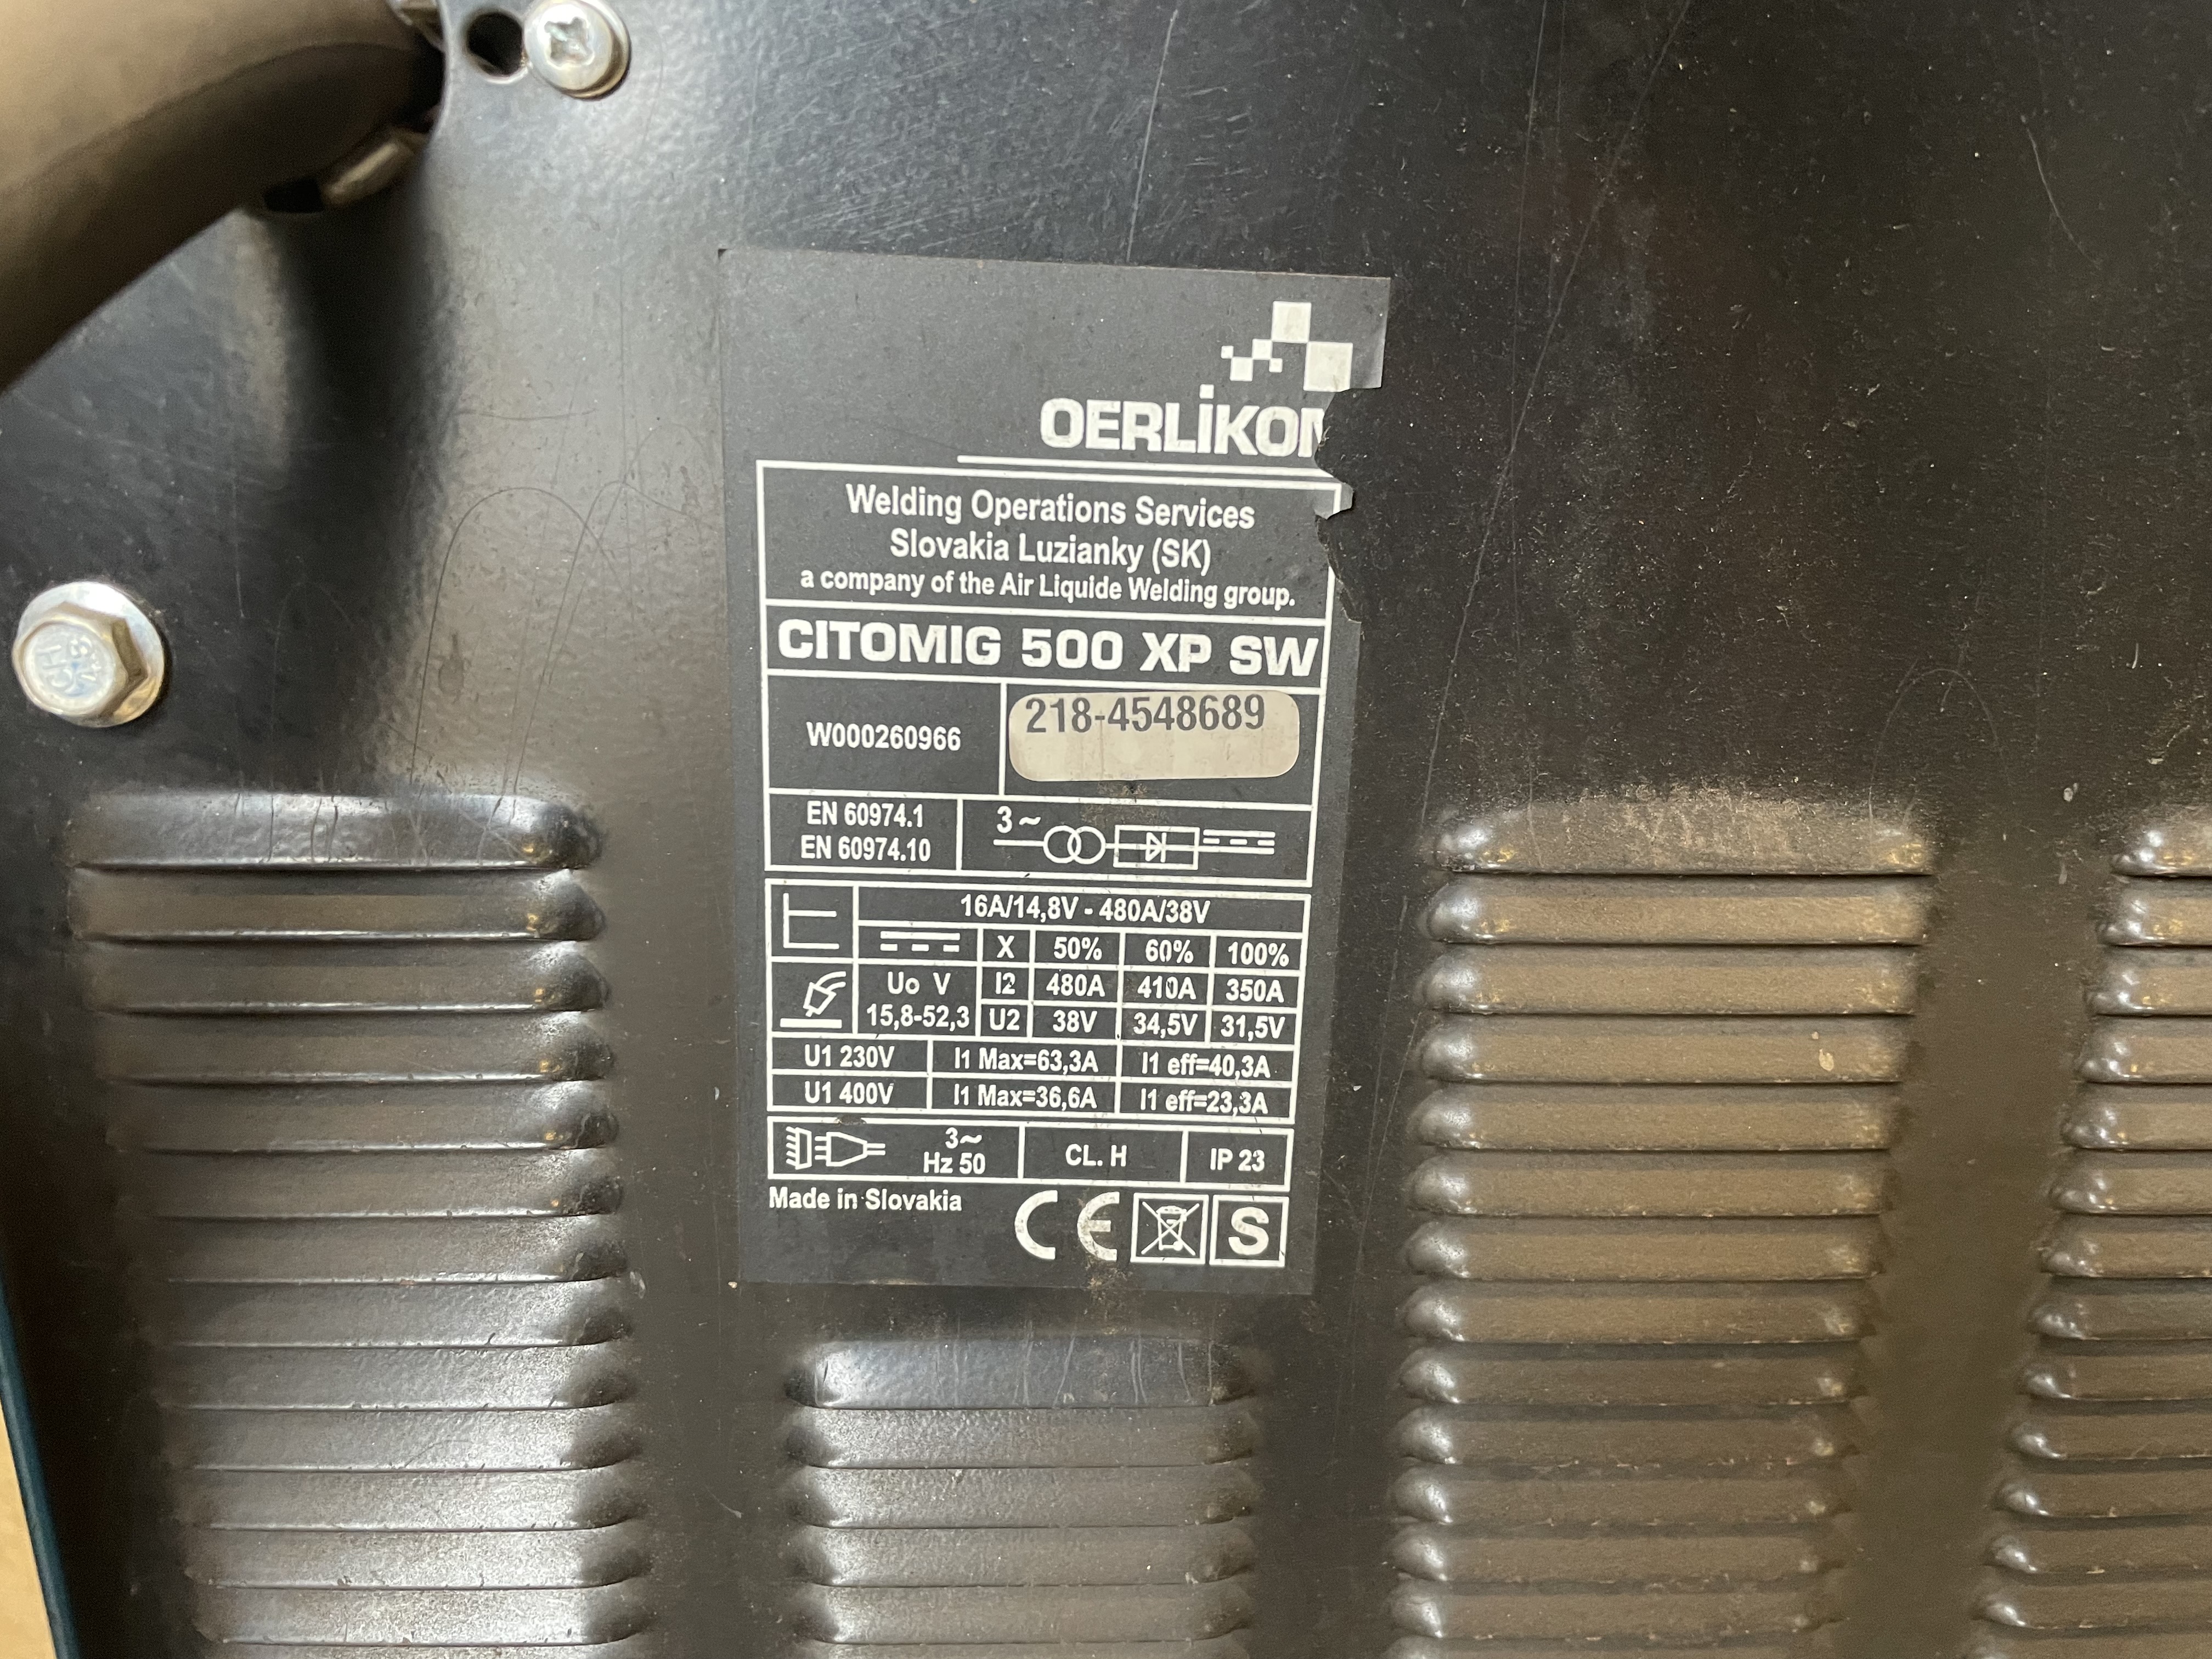 OERLİKON
Welding Operations Services
Slovakia Luzianky (SK)
a company of the Air Liquide Welding group.
CITOMIG 500 XP SW
W000260966
218-4548689
EN 60974.1
EN 60974.10
3~
16A/14,8V - 480A/38V
X 50% 60% 100%
Uo V I2 480A 410A 350A
15,8-52,3 U2 38V 34,5V 31,5V
U1 230V I1 Max=63,3A I1 eff=40,3A
U1 400V I1 Max=36,6A I1 eff=23,3A
3~
Hz 50 CL. H IP 23
Made in Slovakia
CE S